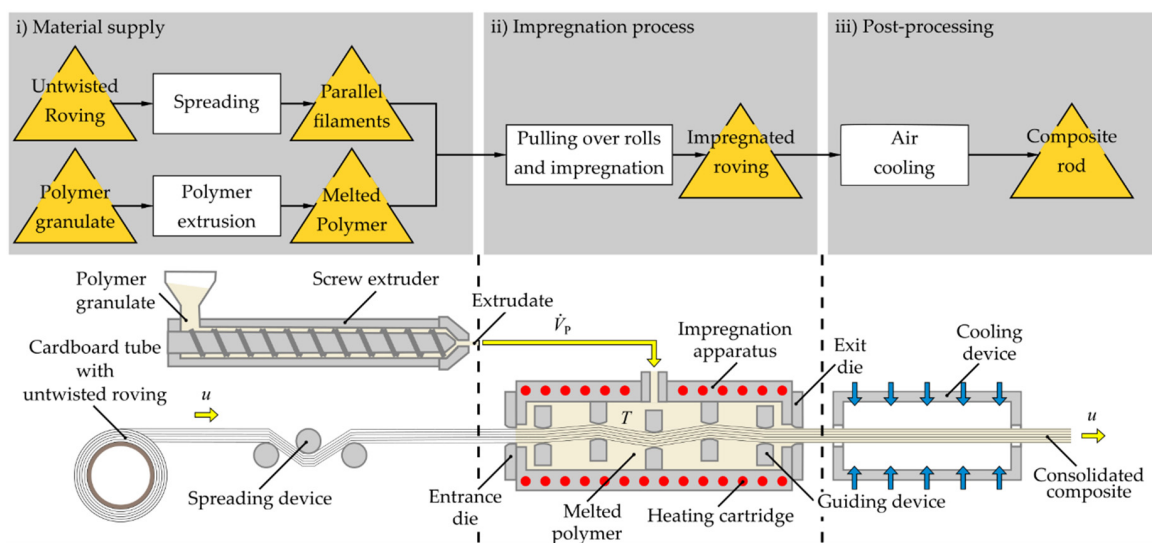 i) Material supply
Untwisted
Roving
Spreading
Parallel
filaments
Polymer
granulate
Polymer
extrusion
Melted
Polymer
ii) Impregnation process
Pulling over rolls
and impregnation
Impregnated
roving
iii) Post-processing
Air
cooling
Composite
rod
Polymer
granulate
Screw extruder
Extrudate
V̇P
Cardboard tube
with
untwisted roving
u
Spreading device
Impregnation
apparatus
Exit
die
T
Entrance
die
Melted
polymer
Heating cartridge
Guiding device
Cooling device
u
Consolidated
composite